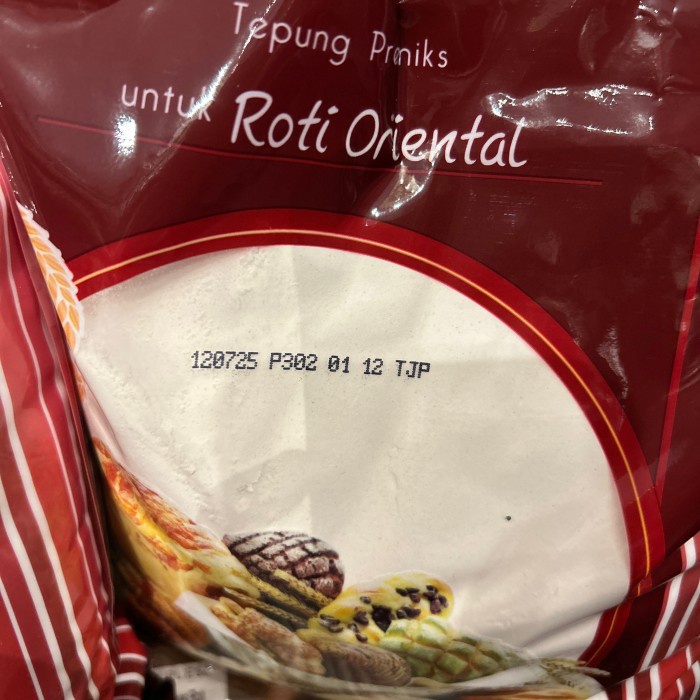 Tepung Premiks
untuk Roti Oriental
120725 P302 01 12 TJP